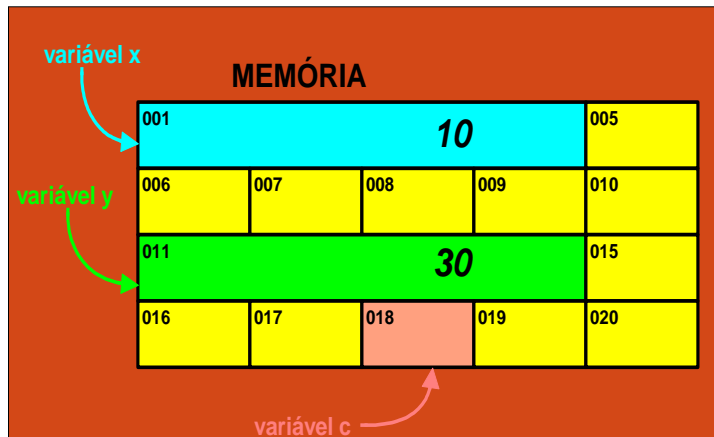 variável x
MEMÓRIA
001 10 005
006 007 008 009 010
variável y
011 30 015
016 017 018 019 020
variável c